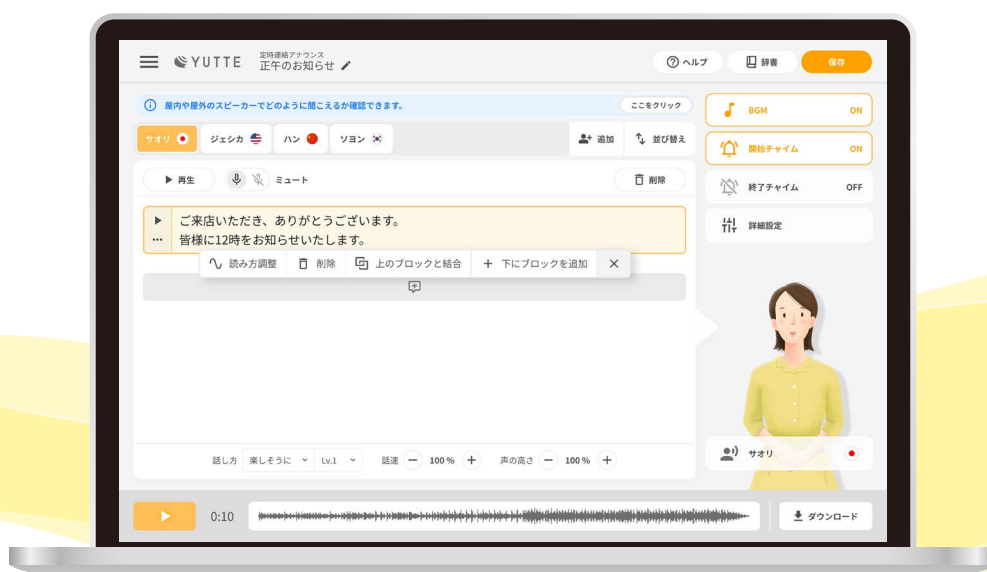 YUTTE
定時連絡アナウンス
正午のお知らせ
ヘルプ
辞書
保存
屋内や屋外のスピーカーでどのように聞こえるか確認できます。
ここをクリック
サオリ
ジェシカ
ハン
ソヨン
追加
並び替え
再生
ミュート
削除
ご来店いただき、ありがとうございます。
皆様に12時をお知らせいたします。
読み方調整
削除
上のブロックと結合
下にブロックを追加
話し方 楽しそうに Lv.1 話速 100% 声の高さ 100%
BGM ON
開始チャイム ON
終了チャイム OFF
詳細設定
サオリ
0:10
ダウンロード